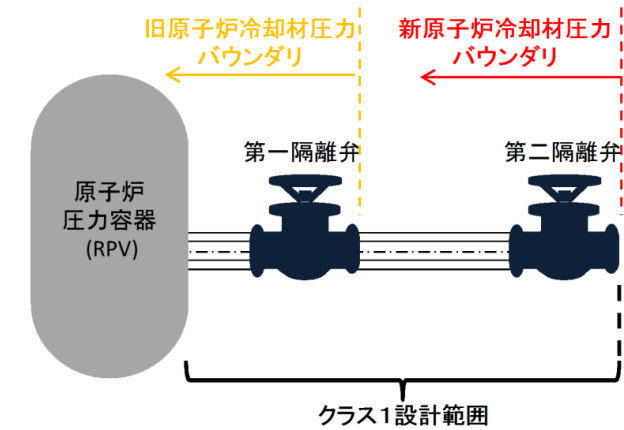 旧原子炉冷却材圧力
バウンダリ
新原子炉冷却材圧力
バウンダリ
第一隔離弁
第二隔離弁
原子炉
圧力容器
(RPV)
クラス1設計範囲